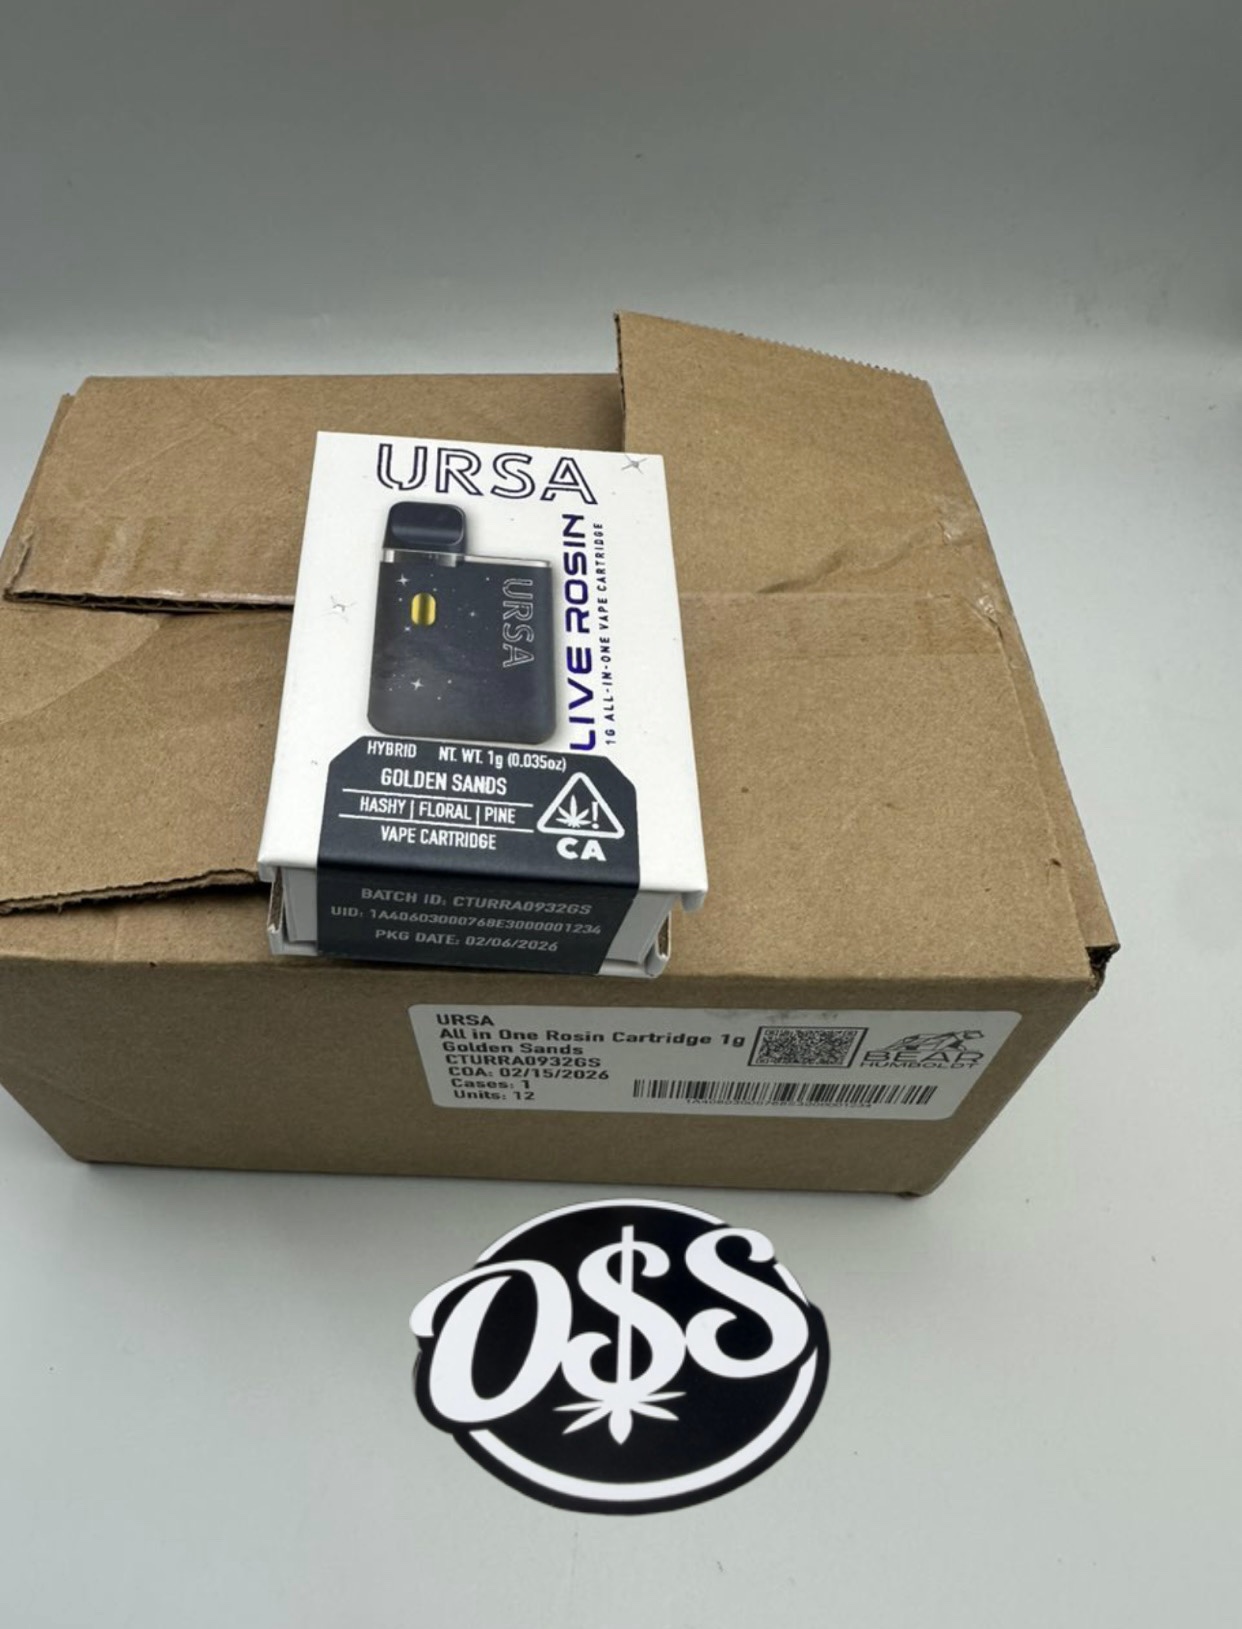 URSA
LIVE ROSIN
1G ALL-IN-ONE VAPE CARTRIDGE
URSA
HYBRID NT. WT. 1g (0.035oz)
GOLDEN SANDS
HASHY | FLORAL | PINE
VAPE CARTRIDGE
CA
BATCH ID: CTURRA0932GS
UID: 1A40603000768E3000001234
PKG DATE: 02/06/2026
URSA
All in One Rosin Cartridge 1g
Golden Sands
CTURRA0932GS
COA: 02/15/2026
Cases: 1
Units: 12
BEAR
HUMBOLDT
1A40603000768E3000001234
O$S